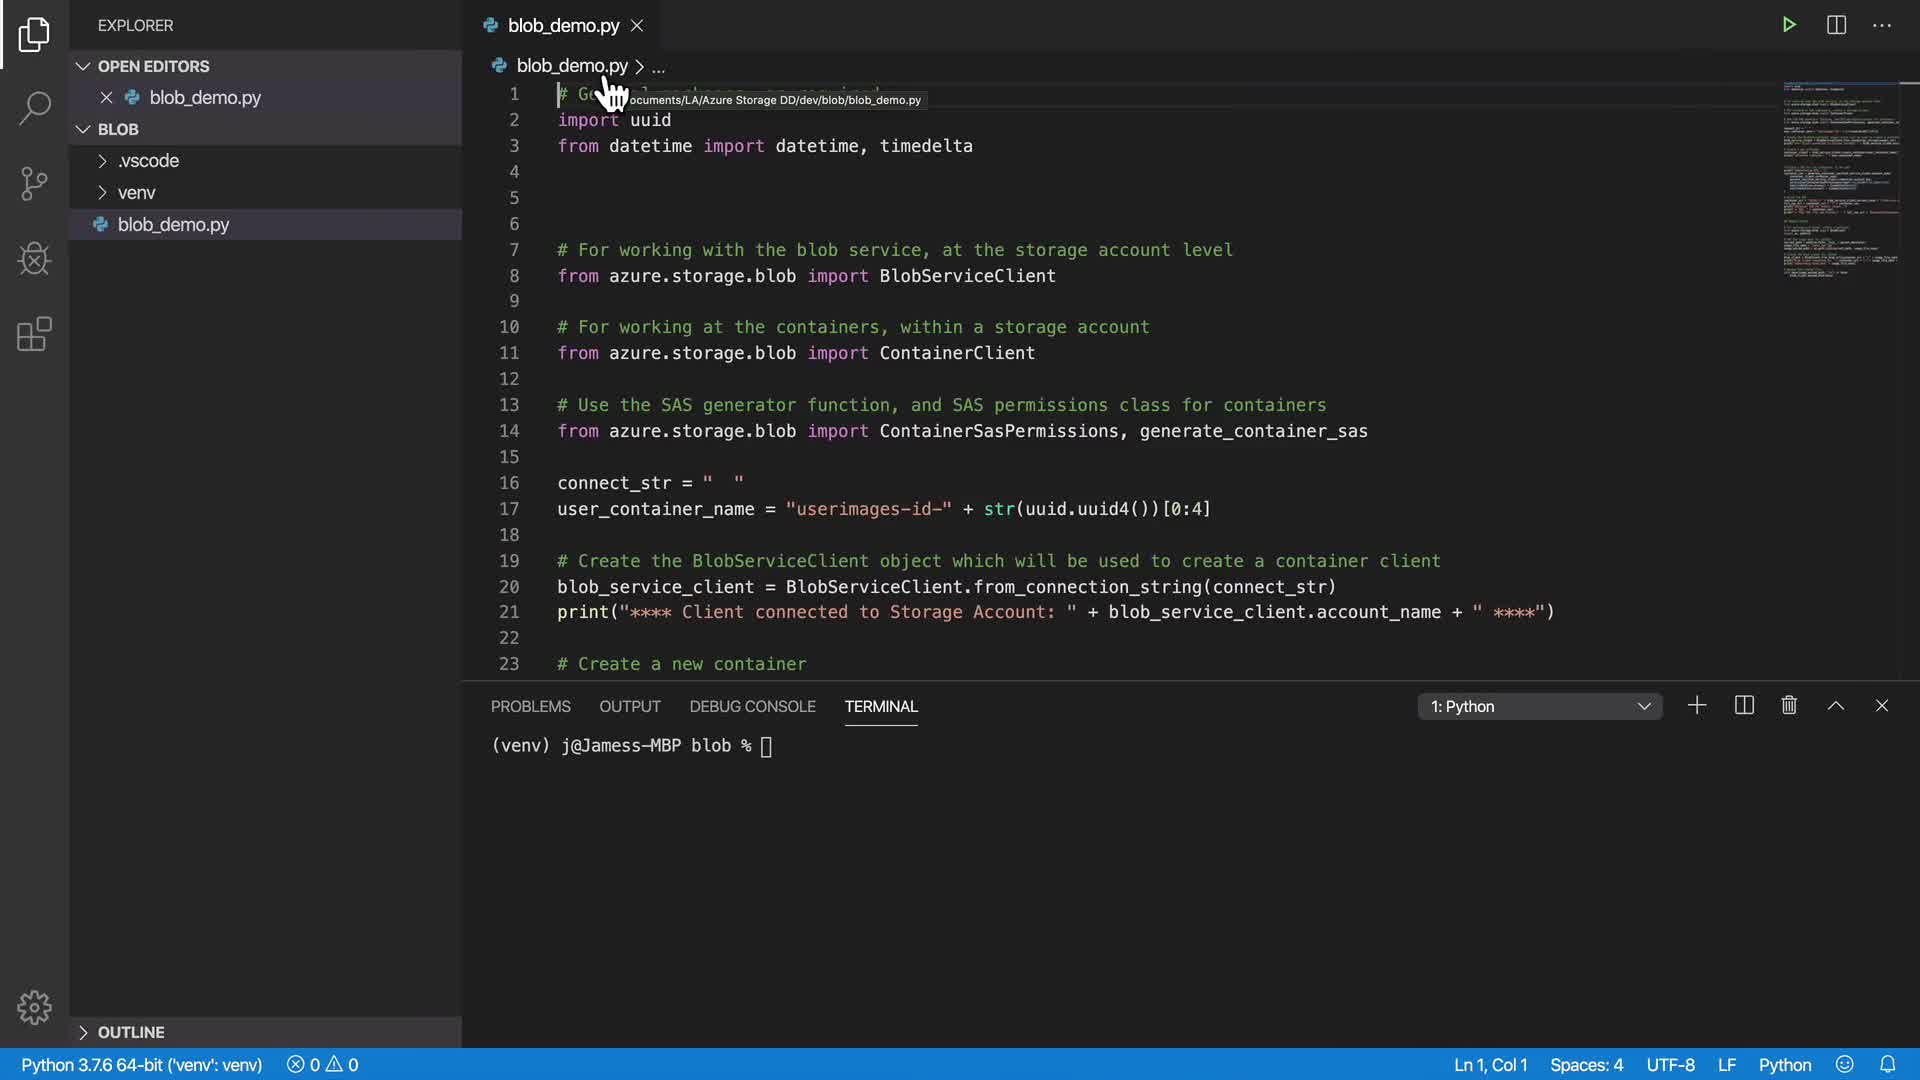 EXPLORER
OPEN EDITORS
blob_demo.py
BLOB
.vscode
venv
blob_demo.py
OUTLINE
blob_demo.py
blob_demo.py > ...
ocuments/LA/Azure Storage DD/dev/blob/blob_demo.py
1 #
2 import uuid
3 from datetime import datetime, timedelta
4
5
6
7 # For working with the blob service, at the storage account level
8 from azure.storage.blob import BlobServiceClient
9
10 # For working at the containers, within a storage account
11 from azure.storage.blob import ContainerClient
12
13 # Use the SAS generator function, and SAS permissions class for containers
14 from azure.storage.blob import ContainerSasPermissions, generate_container_sas
15
16 connect_str = "  "
17 user_container_name = "userimages-id-" + str(uuid.uuid4())[0:4]
18
19 # Create the BlobServiceClient object which will be used to create a container client
20 blob_service_client = BlobServiceClient.from_connection_string(connect_str)
21 print("**** Client connected to Storage Account: " + blob_service_client.account_name + " ****")
22
23 # Create a new container
PROBLEMS OUTPUT DEBUG CONSOLE TERMINAL 1: Python
(venv) j@Jamess-MBP blob %
Python 3.7.6 64-bit ('venv': venv) 0 0 Ln 1, Col 1 Spaces: 4 UTF-8 LF Python